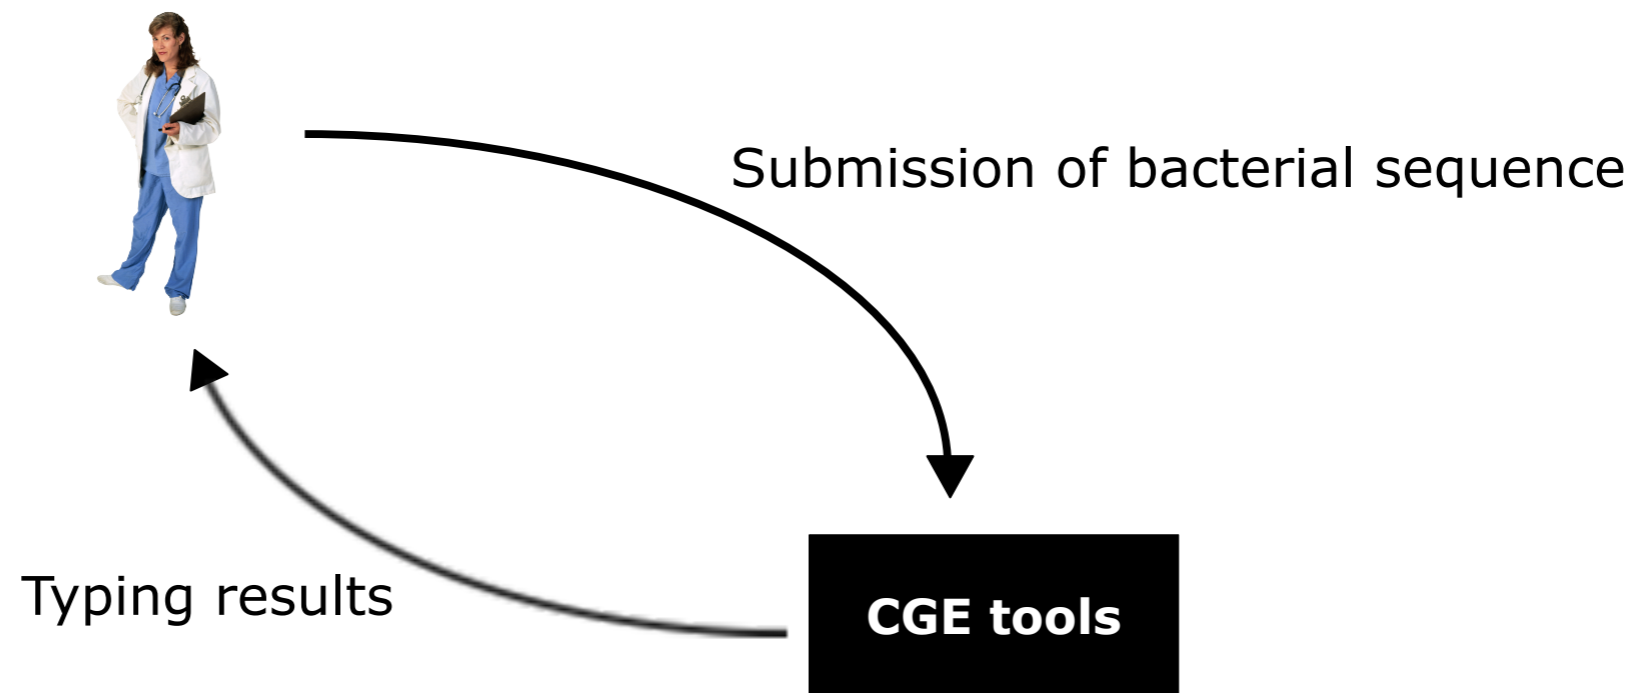 Submission of bacterial sequence
Typing results
CGE tools